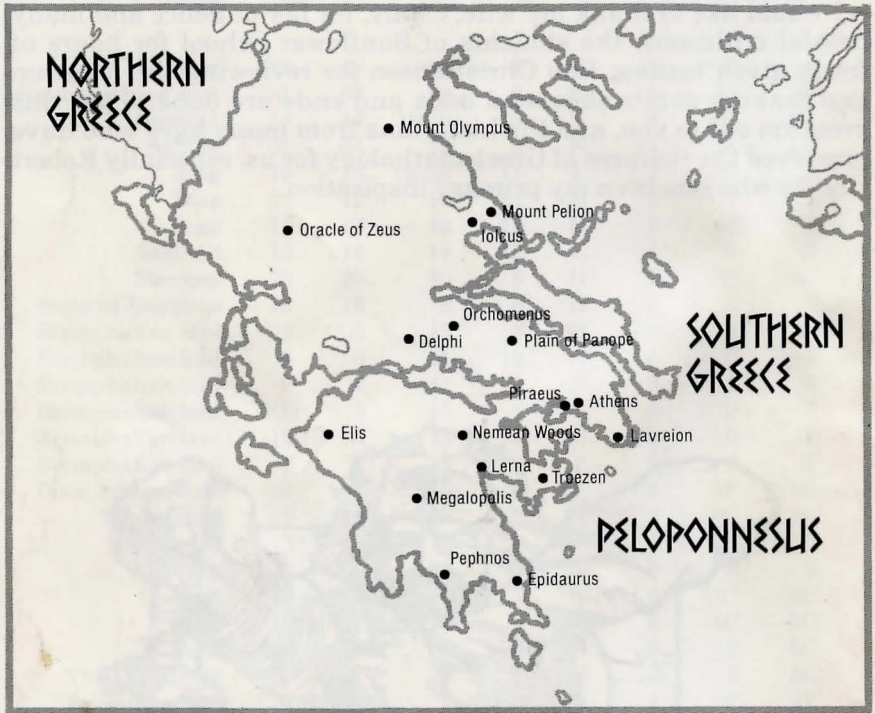 NORTHERN
GREECE
Mount Olympus
Mount Pelion
Iolcus
Oracle of Zeus
Orchomenus
Delphi
Plain of Panope
SOUTHERN
GREECE
Piraeus
Athens
Elis
Nemean Woods
Lavreion
Lerna
Troezen
Megalopolis
PELOPONNESUS
Pephnos
Epidaurus